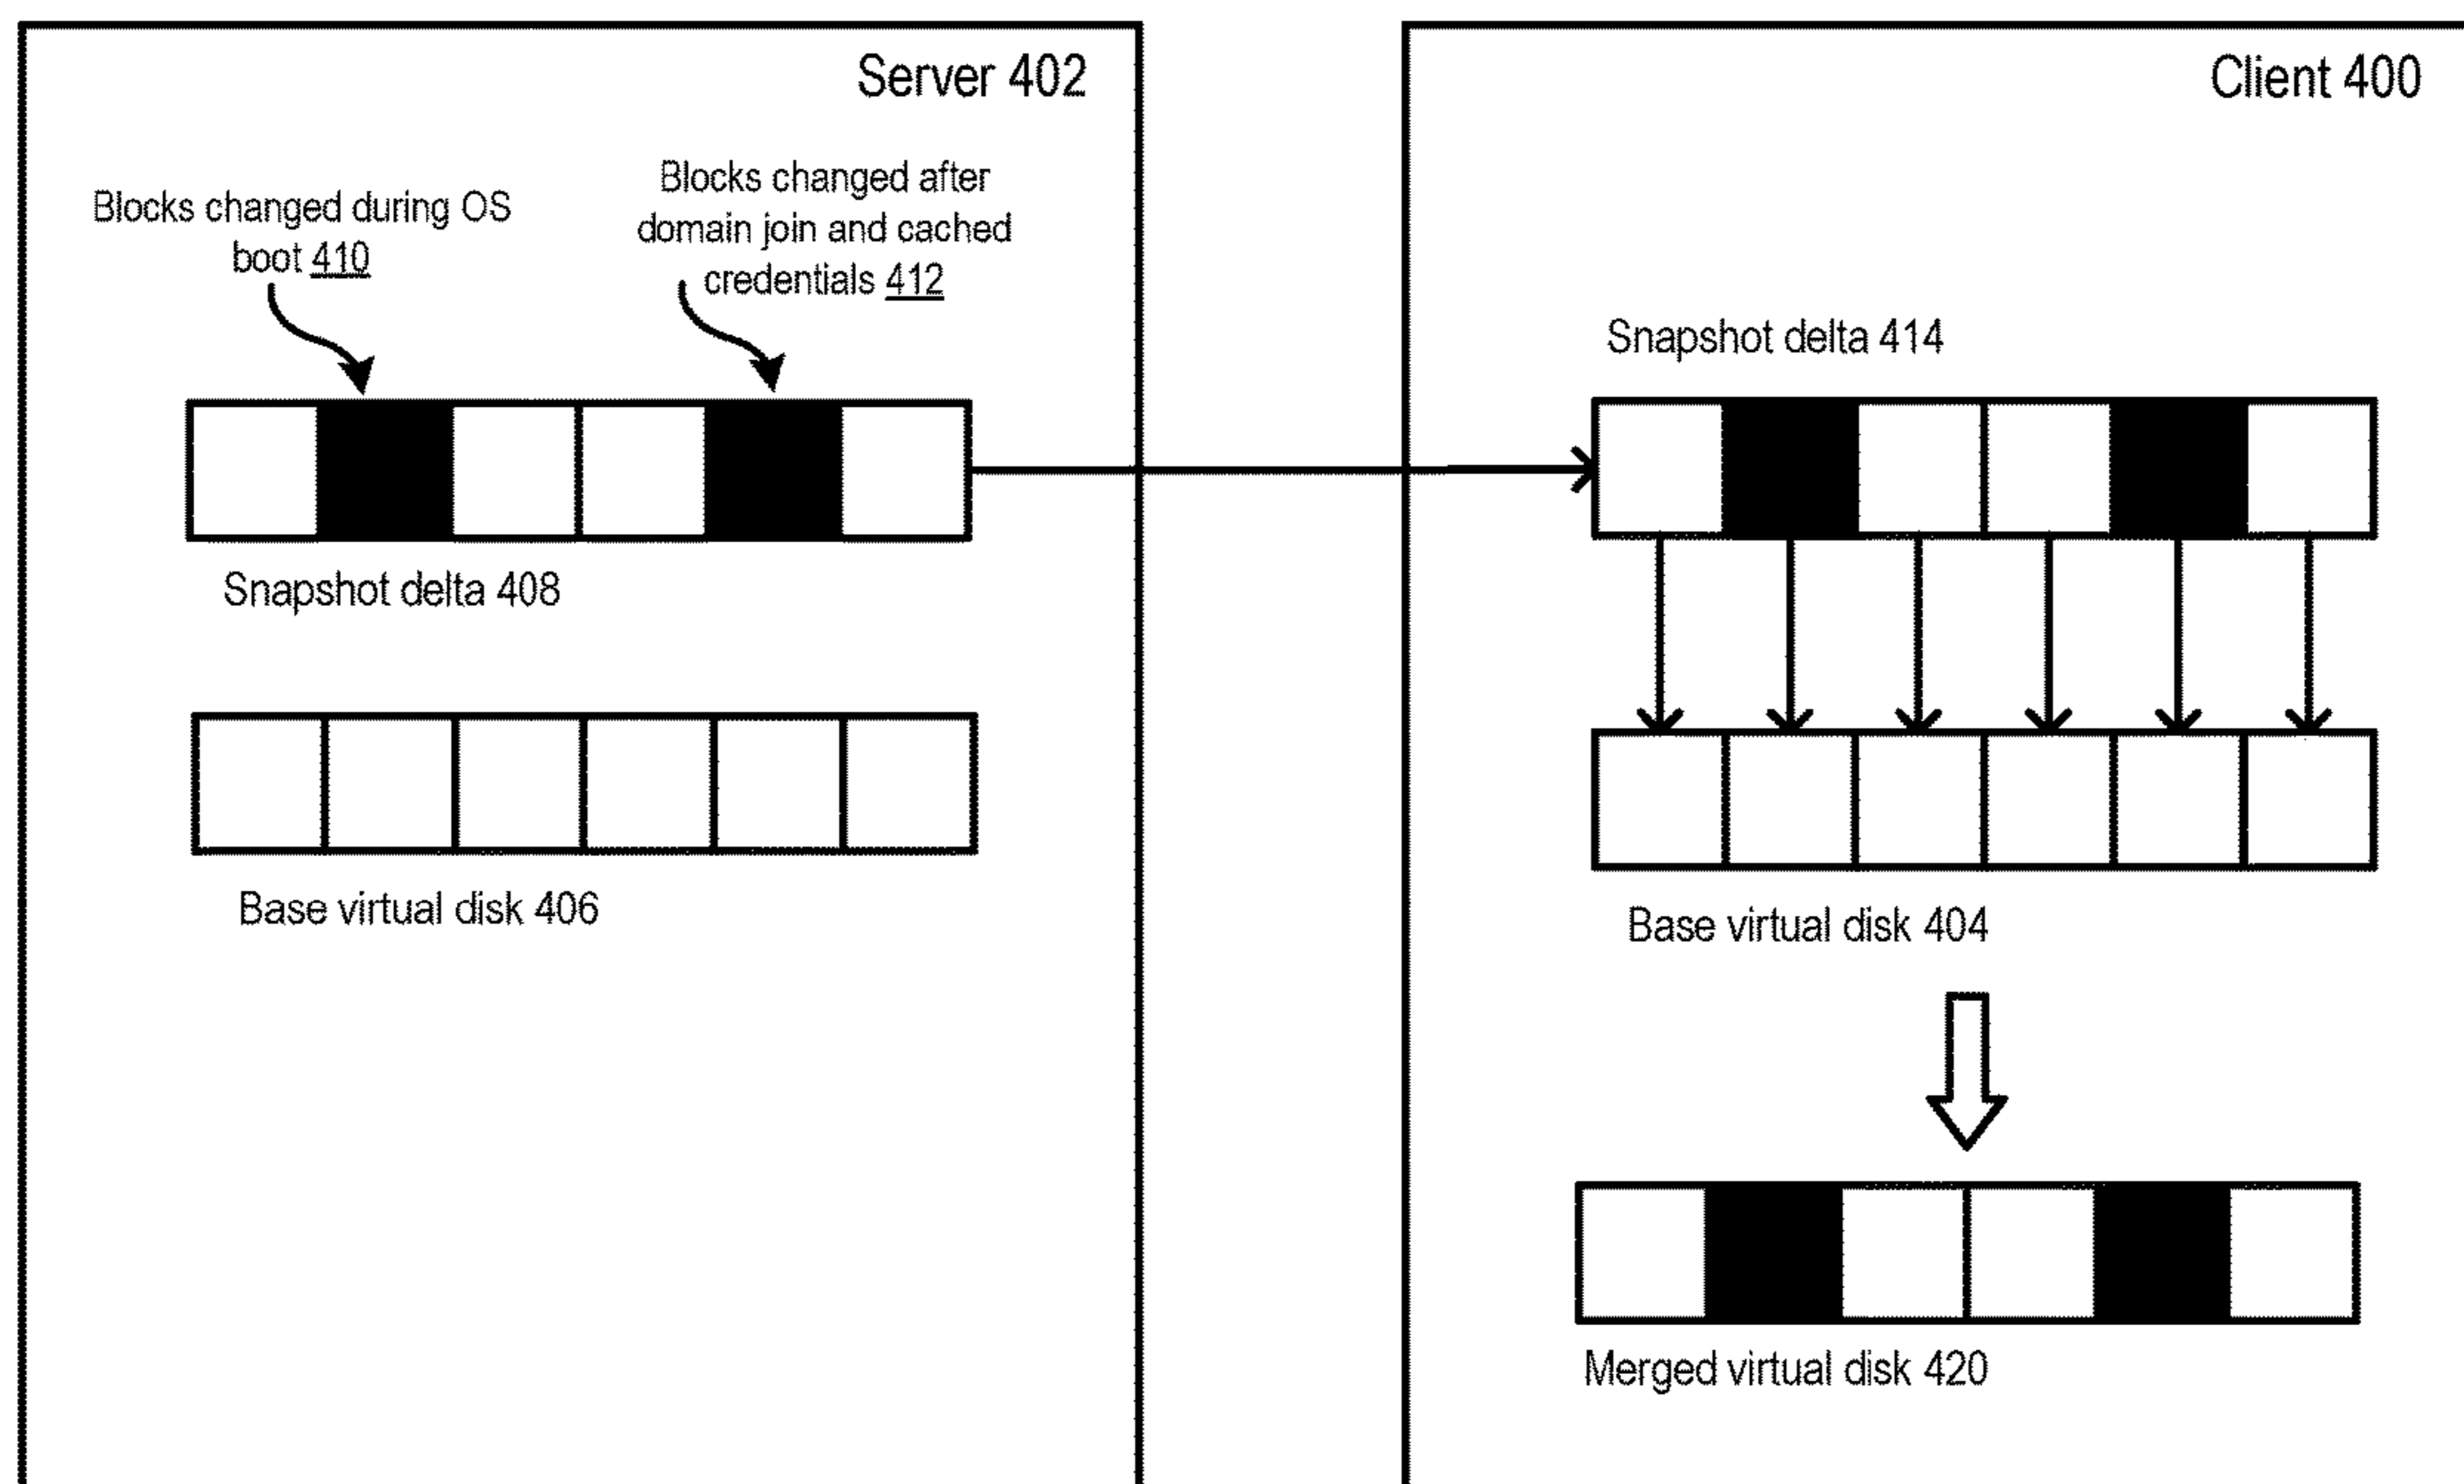 Server 402
Blocks changed during OS
boot 410
Blocks changed after
domain join and cached
credentials 412
Snapshot delta 408
Base virtual disk 406
Client 400
Snapshot delta 414
Base virtual disk 404
Merged virtual disk 420